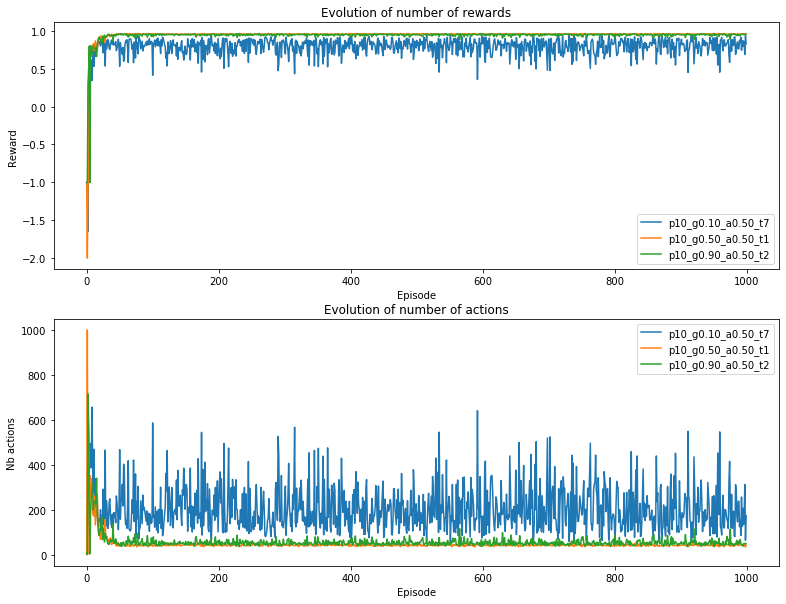 Evolution of number of rewards
1.0
0.5
0.0
−0.5
−1.0
−1.5
−2.0
Reward
p10_g0.10_a0.50_t7
p10_g0.50_a0.50_t1
p10_g0.90_a0.50_t2
0 200 400 600 800 1000
Episode
Evolution of number of actions
1000
800
600
400
200
0
Nb actions
p10_g0.10_a0.50_t7
p10_g0.50_a0.50_t1
p10_g0.90_a0.50_t2
0 200 400 600 800 1000
Episode